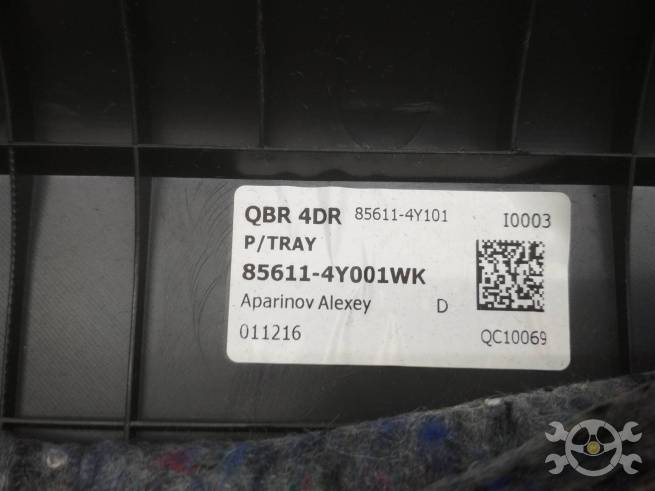 QBR 4DR 85611-4Y101 I0003
P/TRAY
85611-4Y001WK
Aparinov Alexey D
011216 QC10069